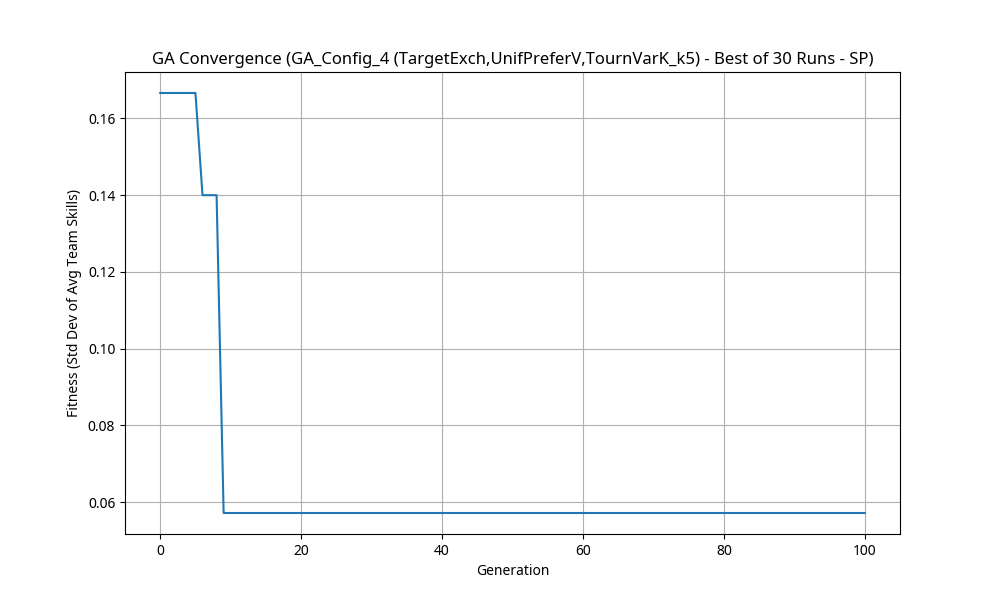 GA Convergence (GA_Config_4 (TargetExch,UnifPreferV,TournVarK_k5) - Best of 30 Runs - SP)
Fitness (Std Dev of Avg Team Skills)
0.16
0.14
0.12
0.10
0.08
0.06
0 20 40 60 80 100
Generation